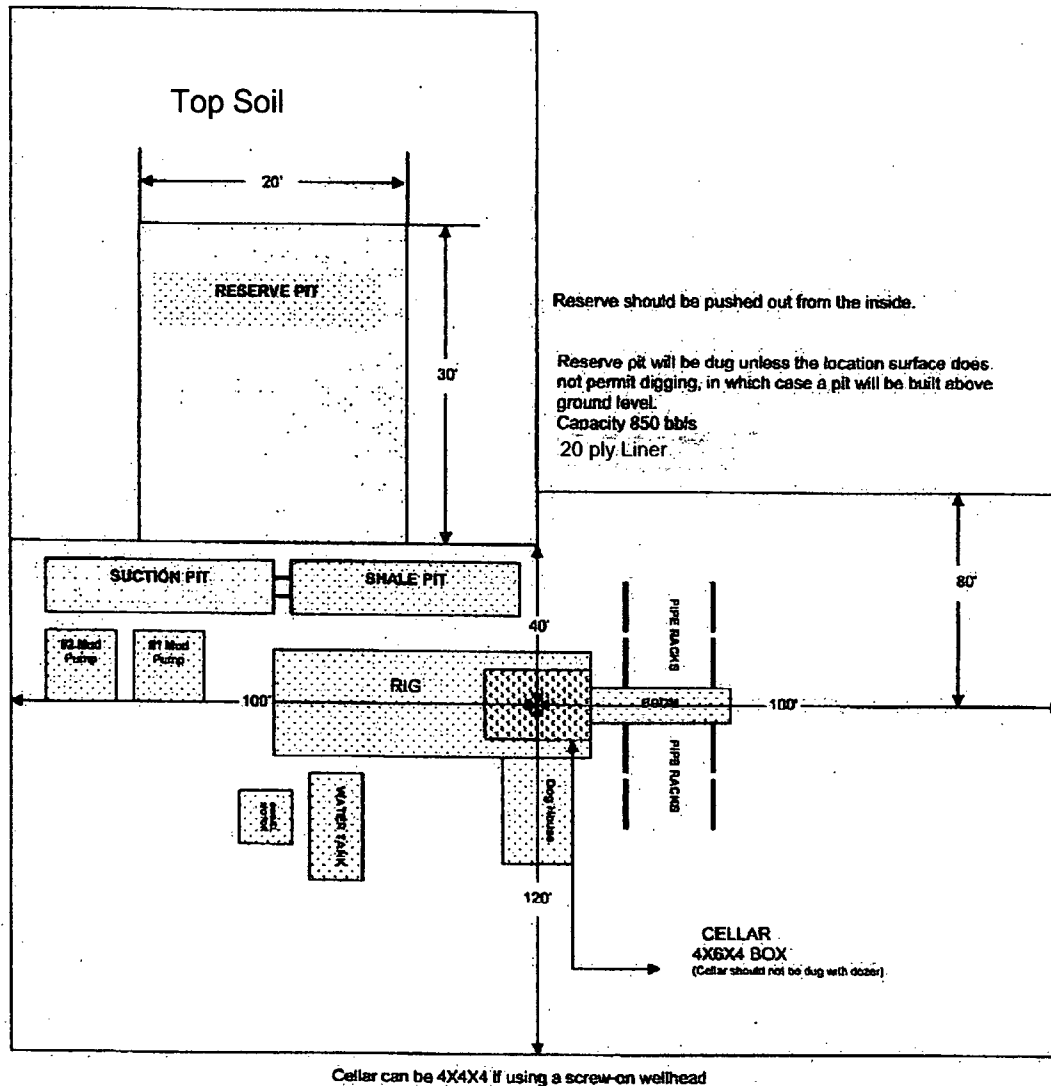 Top Soil
20'
RESERVE PIT
30'
Reserve should be pushed out from the inside.
Reserve pit will be dug unless the location surface does
not permit digging, in which case a pit will be built above
ground level.
Capacity 850 bbls
20 ply Liner
80'
SUCTION PIT
SHALE PIT
40'
PIPE RACKS
#2 Mud
Pump
#1 Mud
Pump
RIG
100'
100'
PIPE RACKS
WATER TANK
Dog House
120'
CELLAR
4X6X4 BOX
(Cellar should not be dug with dozer)
Cellar can be 4X4X4 if using a screw-on wellhead